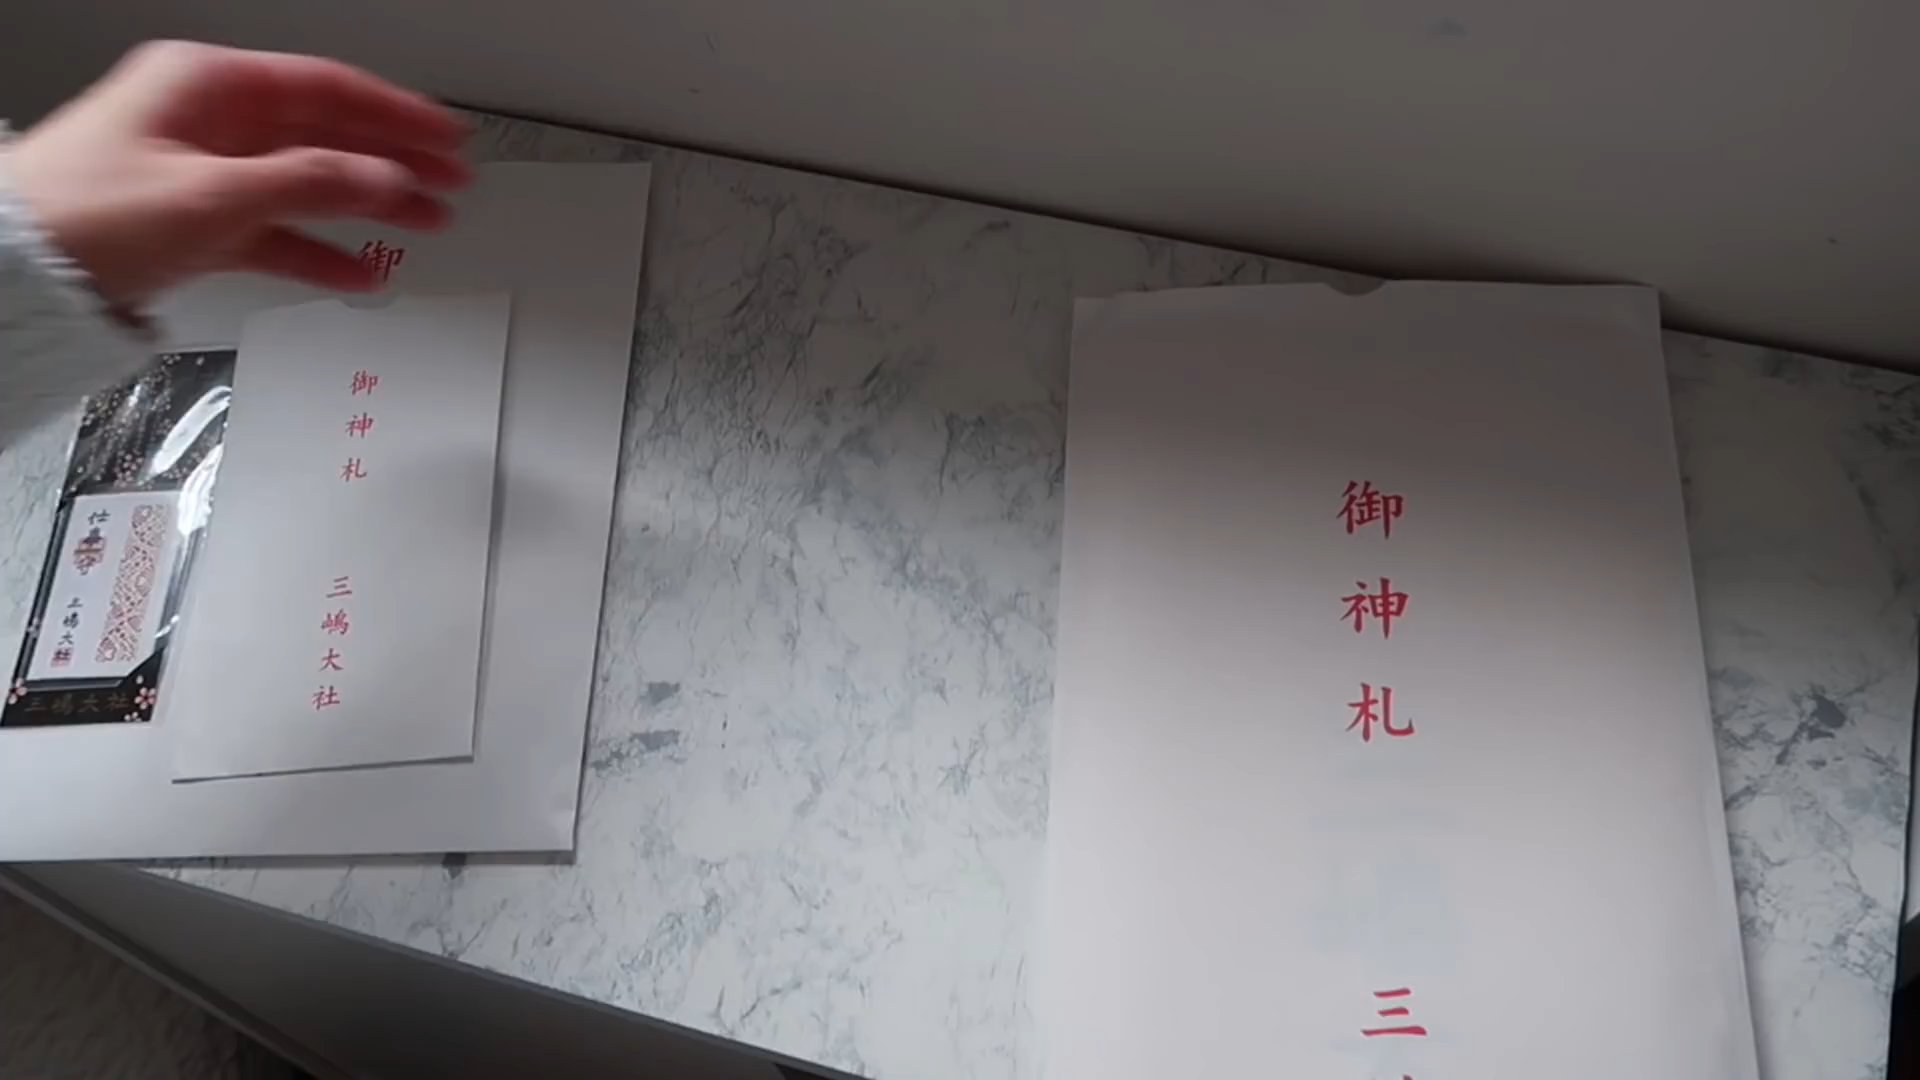 御
御神札
三嶋大社
仕事守
三嶋大社
三嶋大社
御神札
三